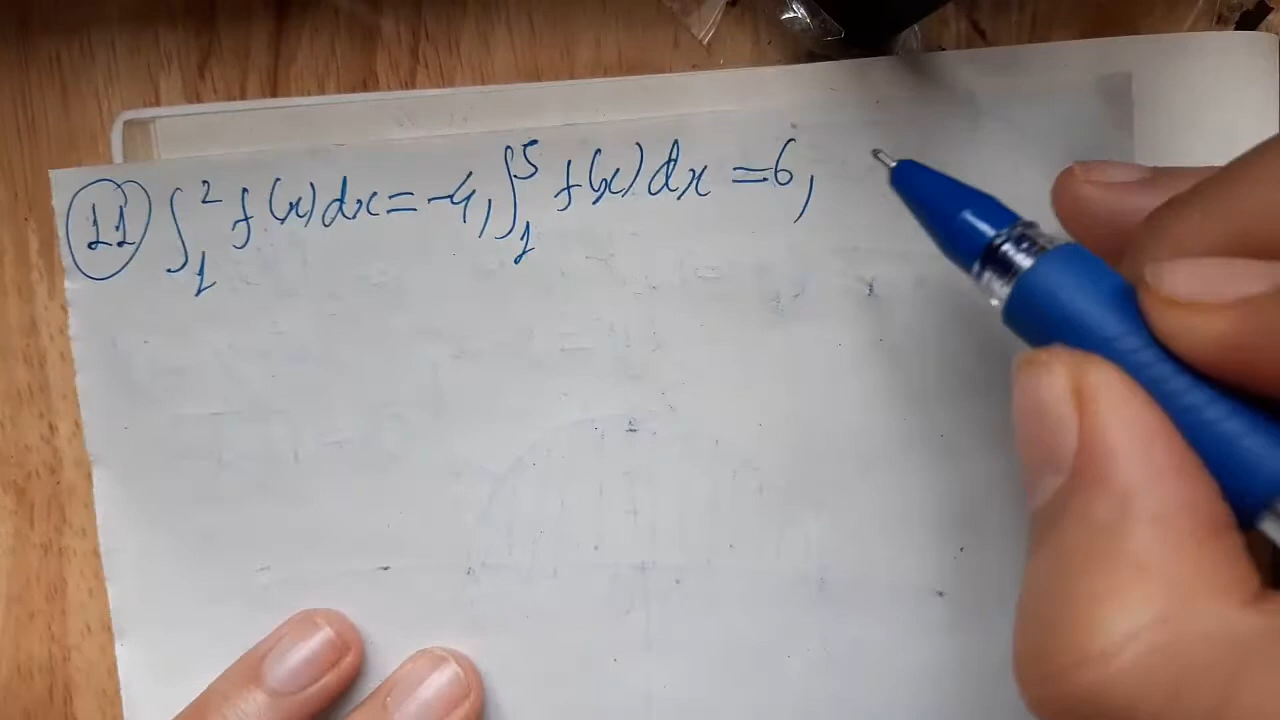 11 ∫₁² f(x)dx = -4, ∫₁⁵ f(x)dx = 6,